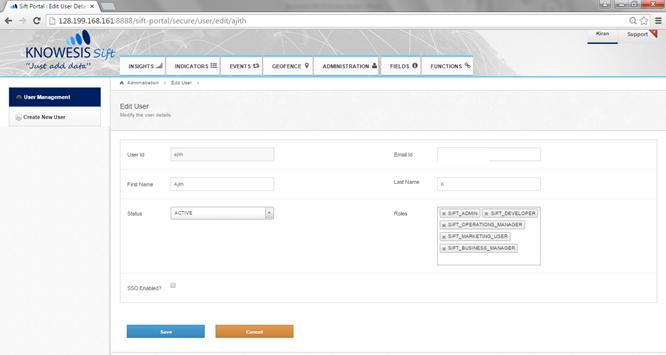 Sift Portal : Edit User Deta
128.199.168.161:8888/sift-portal/secure/user/edit/ajith
KNOWESIS Sift
"Just add data"
Kiran
Support
INSIGHTS
INDICATORS
EVENTS
GEOFENCE
ADMINISTRATION
FIELDS
FUNCTIONS
Administration > Edit User >
User Management
Create New User
Edit User
Modify the user details.
User Id
ajith
Email Id
First Name
Ajith
Last Name
K
Status
ACTIVE
Roles
× SIFT_ADMIN
× SIFT_DEVELOPER
× SIFT_OPERATIONS_MANAGER
× SIFT_MARKETING_USER
× SIFT_BUSINESS_MANAGER
SSO Enabled?
Save
Cancel